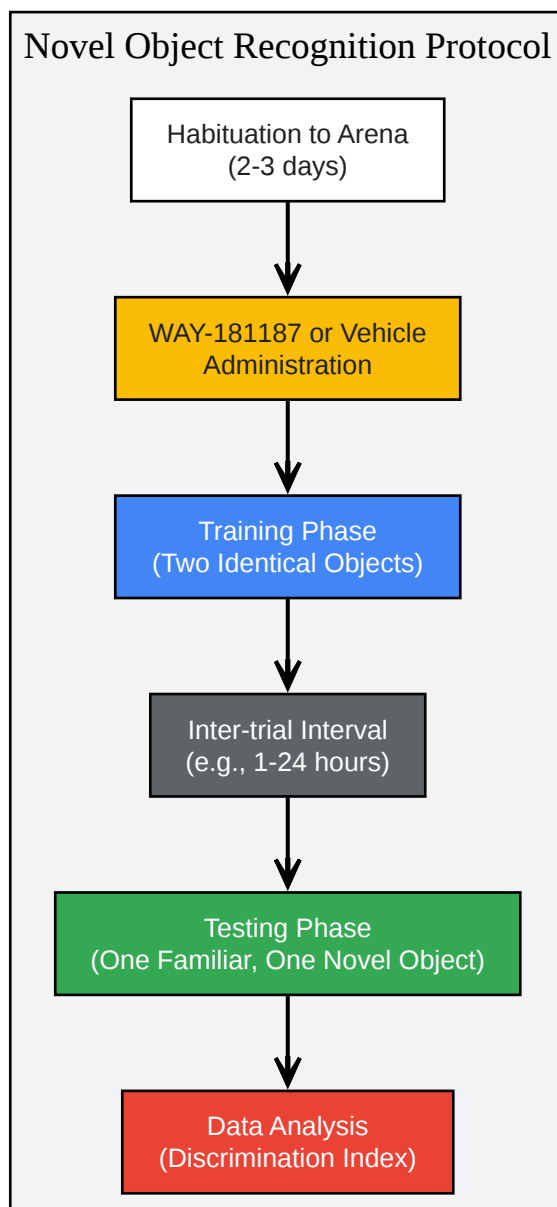 Novel Object Recognition Protocol
Habituation to Arena
(2-3 days)
WAY-181187 or Vehicle
Administration
Training Phase
(Two Identical Objects)
Inter-trial Interval
(e.g., 1-24 hours)
Testing Phase
(One Familiar, One Novel Object)
Data Analysis
(Discrimination Index)